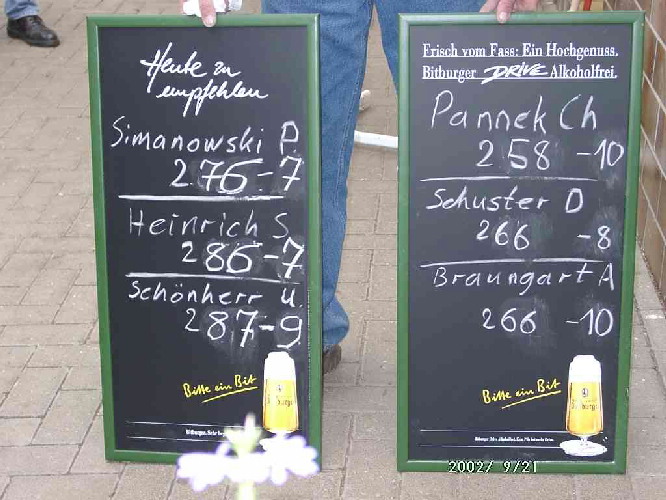 Heute zu
empfehlen
Simanowski P.
276-7
Heinrich S.
286-7
Schönherr U.
287-9
Bitte ein Bit
Frisch vom Fass: Ein Hochgenuss.
Bitburger DRIVE Alkoholfrei.
Pannek Ch
258 -10
Schuster D
266 -8
Braungart A
266 -10
Bitte ein Bit
2002/ 9/21